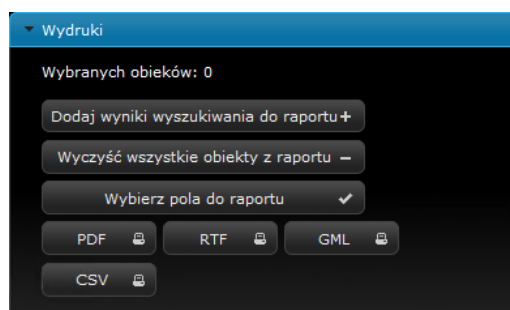 Wydruki
Wybranych obieków: 0
Dodaj wyniki wyszukiwania do raportu+
Wyczyść wszystkie obiekty z raportu −
Wybierz pola do raportu ✔
PDF RTF GML
CSV